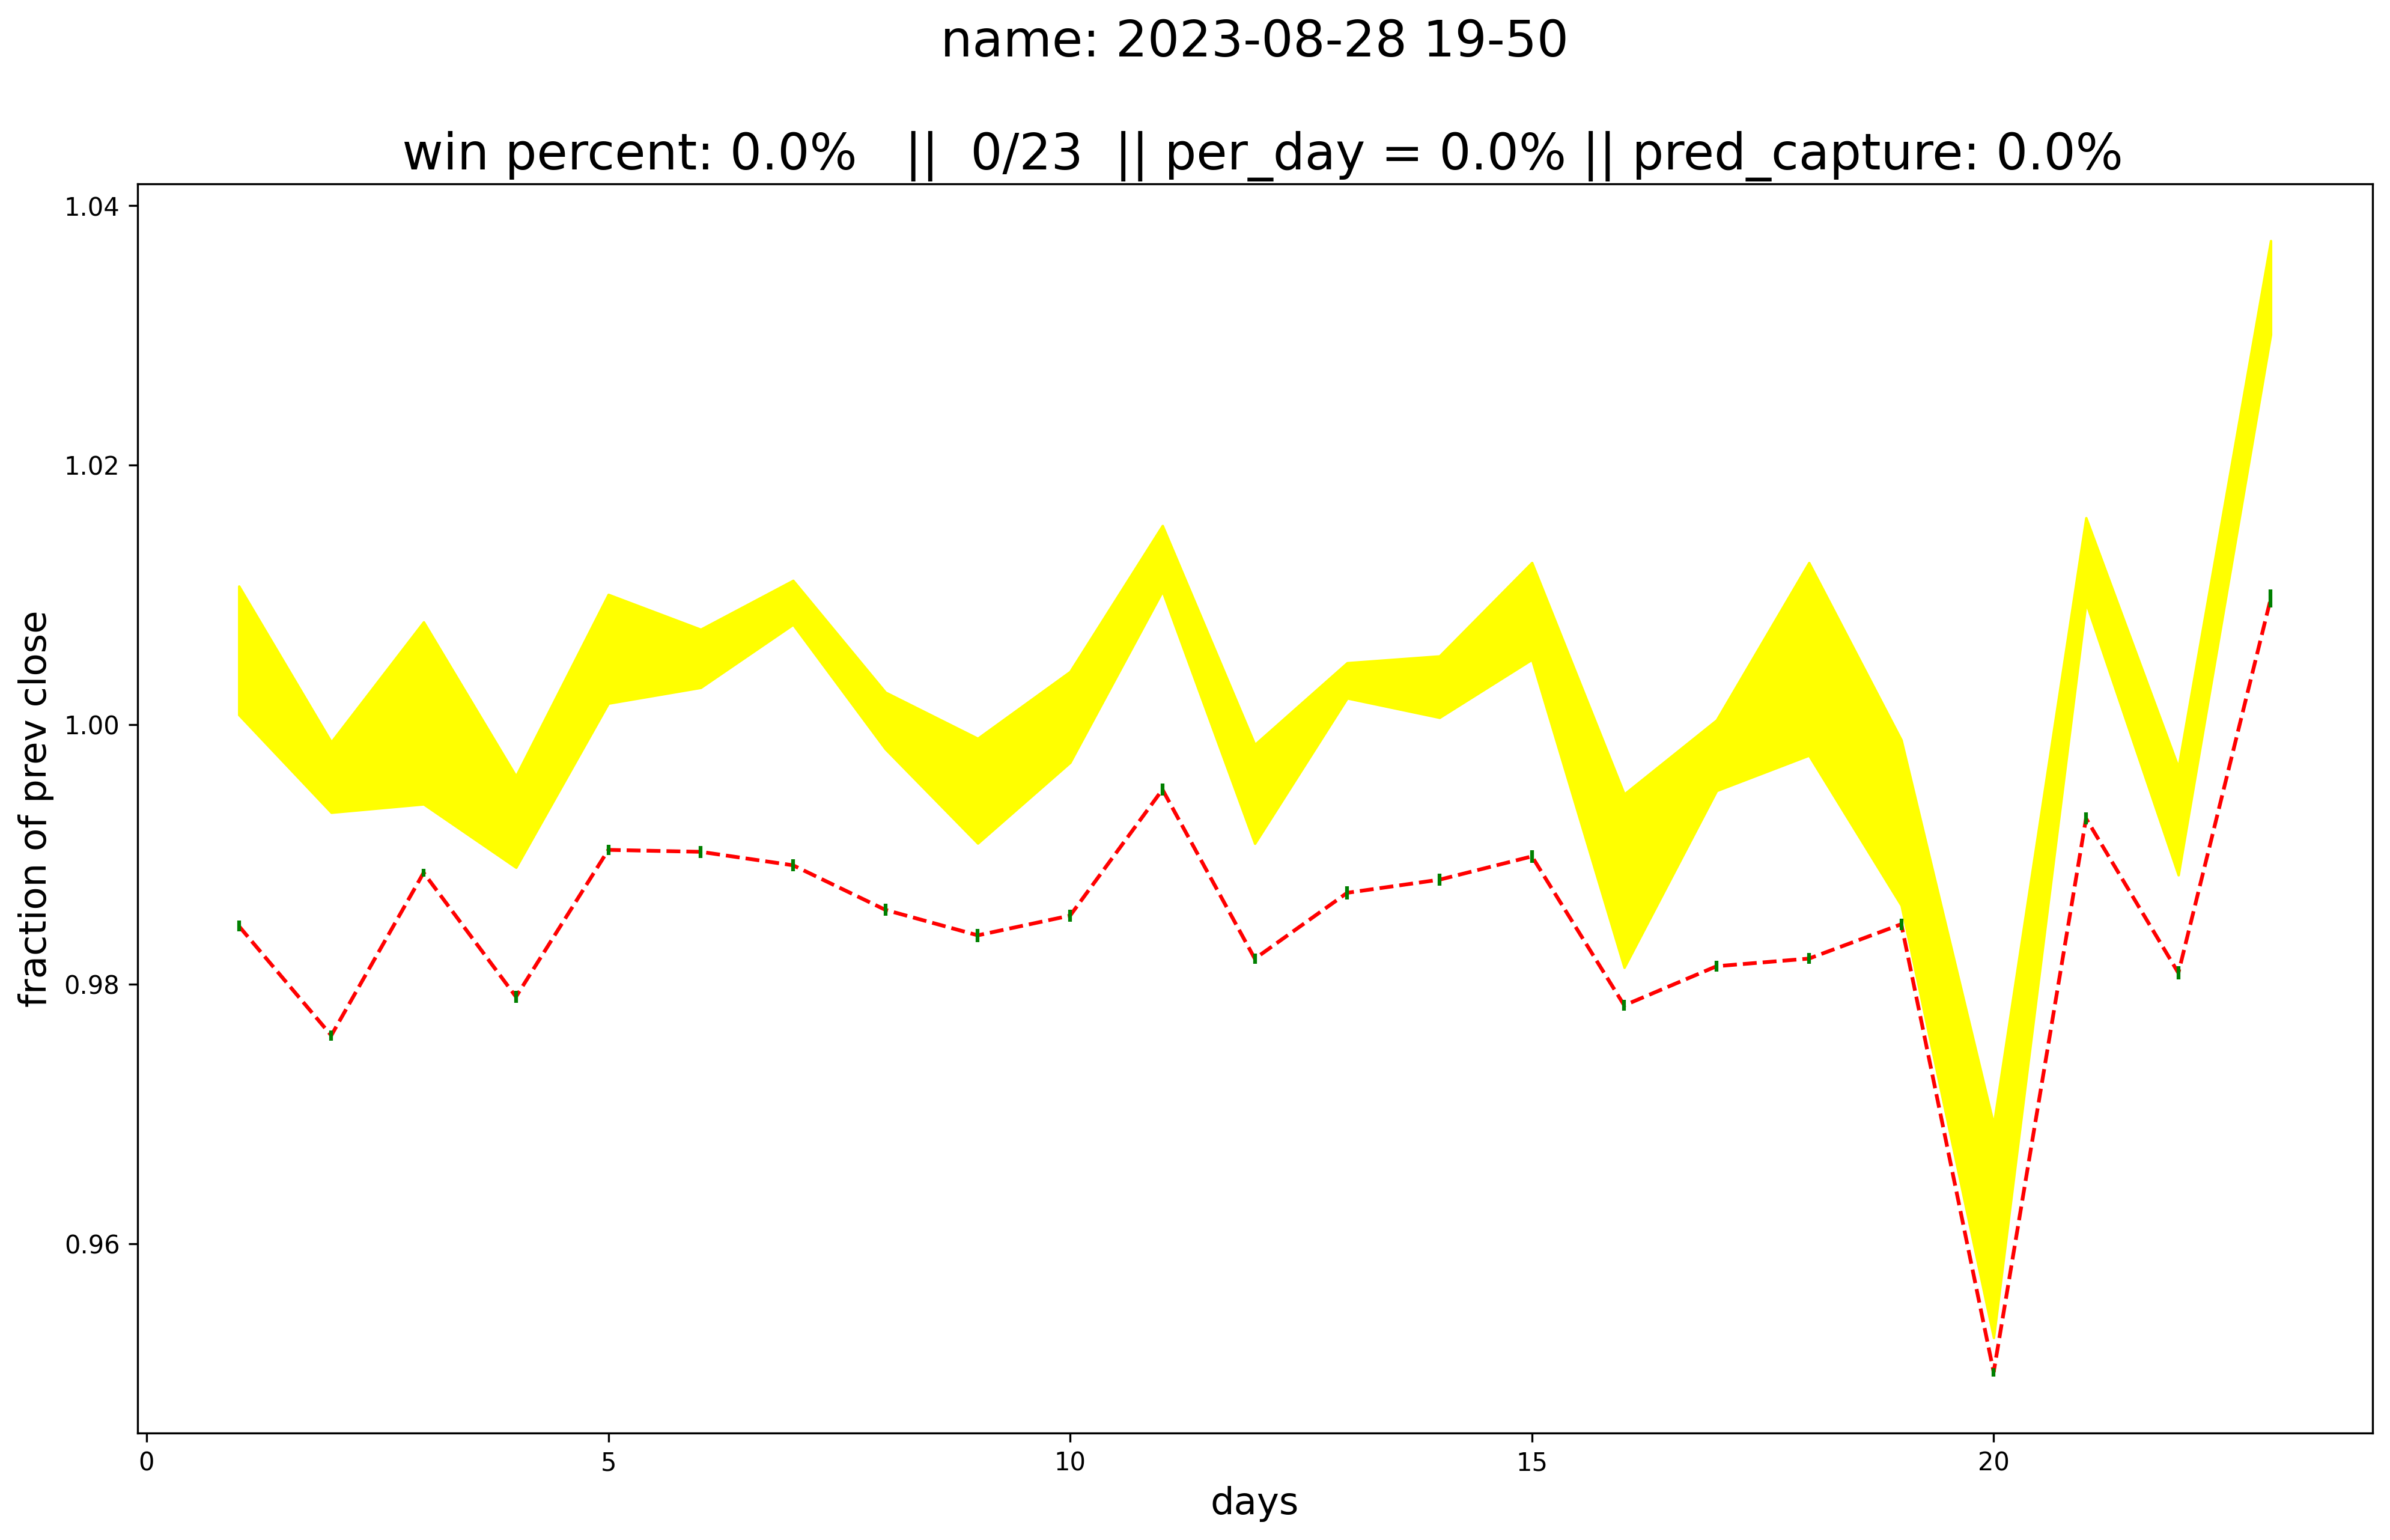 name: 2023-08-28 19-50
win percent: 0.0%   ||  0/23  || per_day = 0.0% || pred_capture: 0.0%
1.04
1.02
1.00
0.98
0.96
fraction of prev close
0 5 10 15 20
days